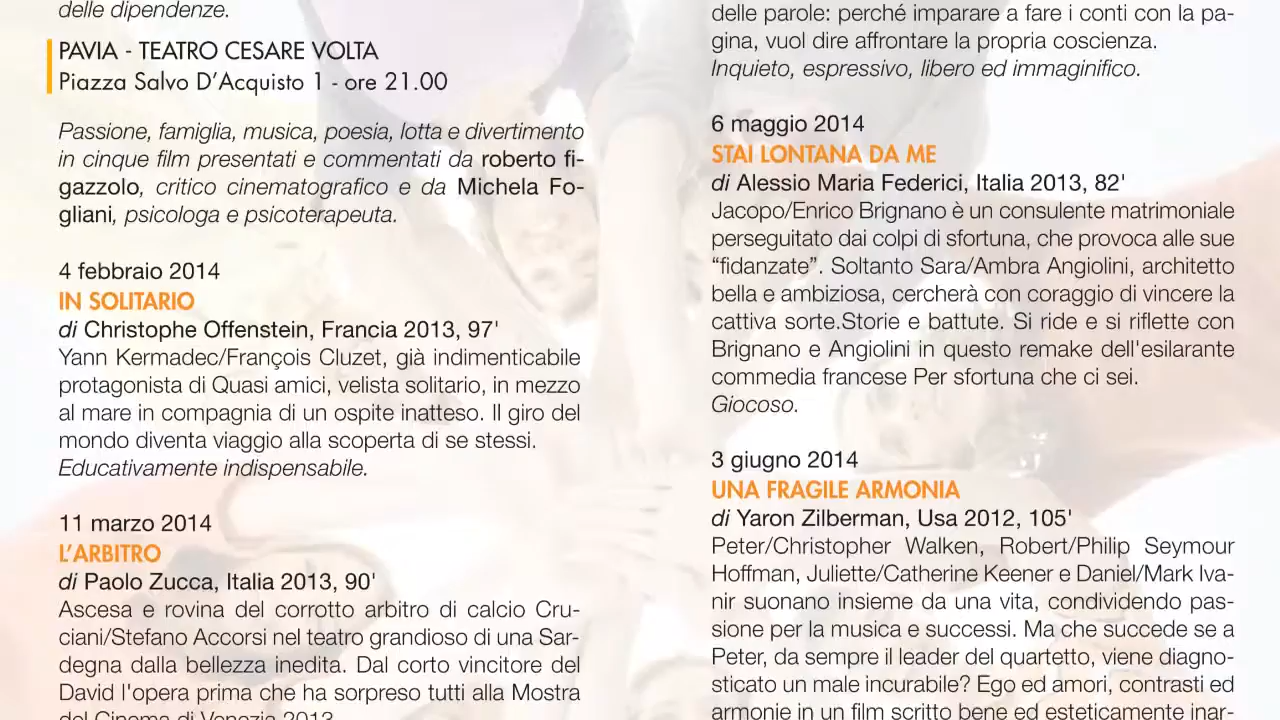 delle dipendenze.
PAVIA - TEATRO CESARE VOLTA
Piazza Salvo D'Acquisto 1 - ore 21.00
Passione, famiglia, musica, poesia, lotta e divertimento
in cinque film presentati e commentati da roberto fi-
gazzolo, critico cinematografico e da Michela Fo-
gliani, psicologa e psicoterapeuta.
4 febbraio 2014
IN SOLITARIO
di Christophe Offenstein, Francia 2013, 97'
Yann Kermadec/François Cluzet, già indimenticabile
protagonista di Quasi amici, velista solitario, in mezzo
al mare in compagnia di un ospite inatteso. Il giro del
mondo diventa viaggio alla scoperta di se stessi.
Educativamente indispensabile.
11 marzo 2014
L'ARBITRO
di Paolo Zucca, Italia 2013, 90'
Ascesa e rovina del corrotto arbitro di calcio Cru-
ciani/Stefano Accorsi nel teatro grandioso di una Sar-
degna dalla bellezza inedita. Dal corto vincitore del
David l'opera prima che ha sorpreso tutti alla Mostra
del Cinema di Venezia 2013.
delle parole: perché imparare a fare i conti con la pa-
gina, vuol dire affrontare la propria coscienza.
Inquieto, espressivo, libero ed immaginifico.
6 maggio 2014
STAI LONTANA DA ME
di Alessio Maria Federici, Italia 2013, 82'
Jacopo/Enrico Brignano è un consulente matrimoniale
perseguitato dai colpi di sfortuna, che provoca alle sue
“fidanzate”. Soltanto Sara/Ambra Angiolini, architetto
bella e ambiziosa, cercherà con coraggio di vincere la
cattiva sorte.Storie e battute. Si ride e si riflette con
Brignano e Angiolini in questo remake dell'esilarante
commedia francese Per sfortuna che ci sei.
Giocoso.
3 giugno 2014
UNA FRAGILE ARMONIA
di Yaron Zilberman, Usa 2012, 105'
Peter/Christopher Walken, Robert/Philip Seymour
Hoffman, Juliette/Catherine Keener e Daniel/Mark Iva-
nir suonano insieme da una vita, condividendo pas-
sione per la musica e successi. Ma che succede se a
Peter, da sempre il leader del quartetto, viene diagno-
sticato un male incurabile? Ego ed amori, contrasti ed
armonie in un film scritto bene ed esteticamente inar-